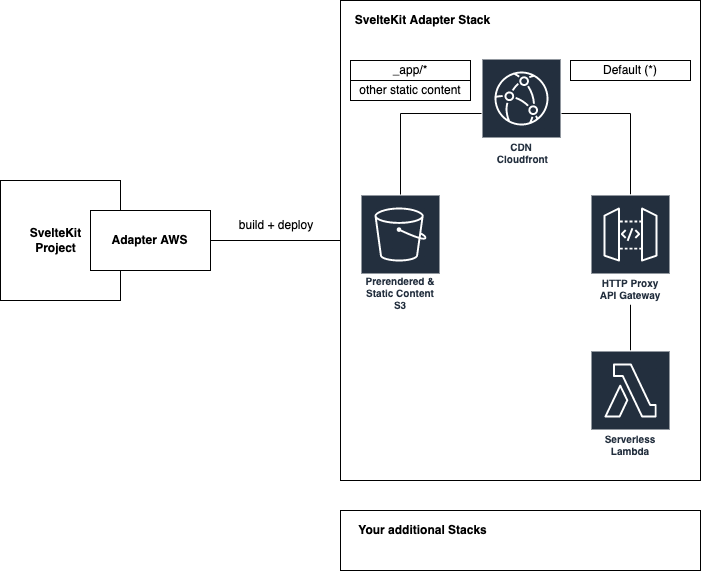 SvelteKit Adapter Stack
_app/*
other static content
Default (*)
CDN
Cloudfront
SvelteKit
Project
Adapter AWS
build + deploy
Prerendered &
Static Content
S3
</>
HTTP Proxy
API Gateway
Serverless
Lambda
Your additional Stacks